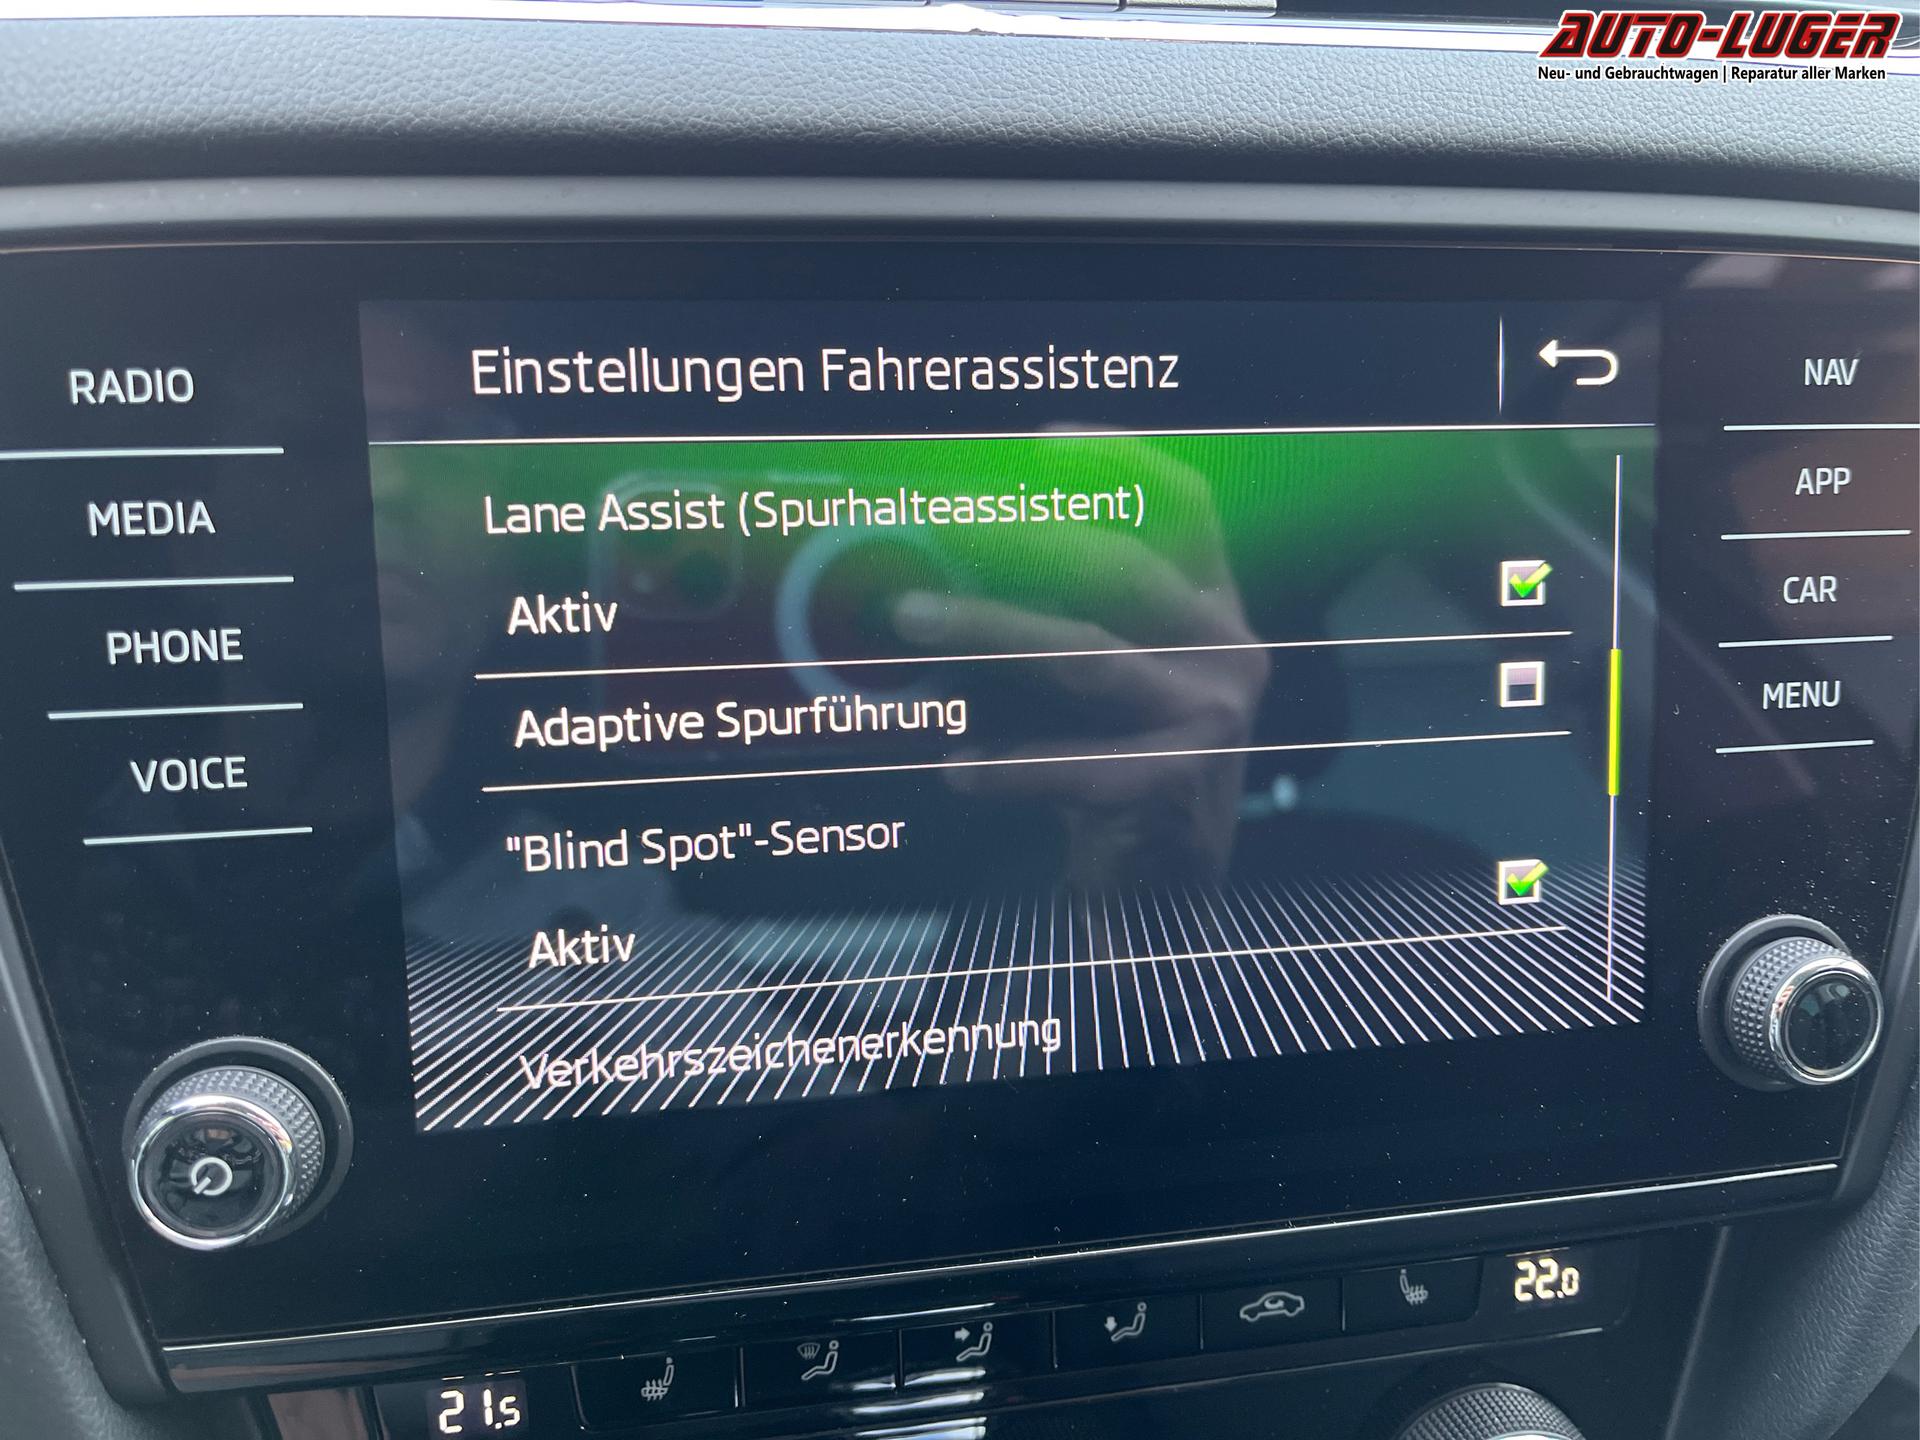 AUTO-LUGER
Neu- und Gebrauchtwagen | Reparatur aller Marken
RADIO
MEDIA
PHONE
VOICE
Einstellungen Fahrerassistenz
Lane Assist (Spurhalteassistent)
Aktiv
Adaptive Spurführung
"Blind Spot"-Sensor
Aktiv
Verkehrszeichenerkennung
NAV
APP
CAR
MENU
21.5
22.0